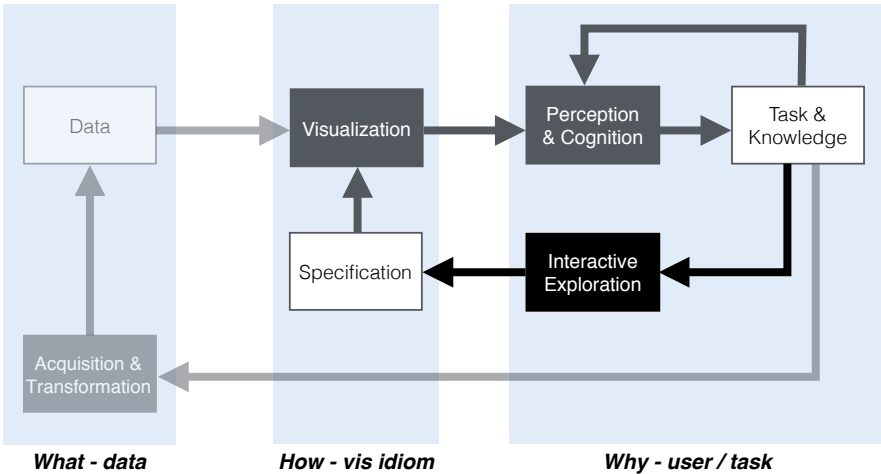 Data
Visualization
Perception
& Cognition
Task &
Knowledge
Specification
Interactive
Exploration
Acquisition &
Transformation
What - data
How - vis idiom
Why - user / task